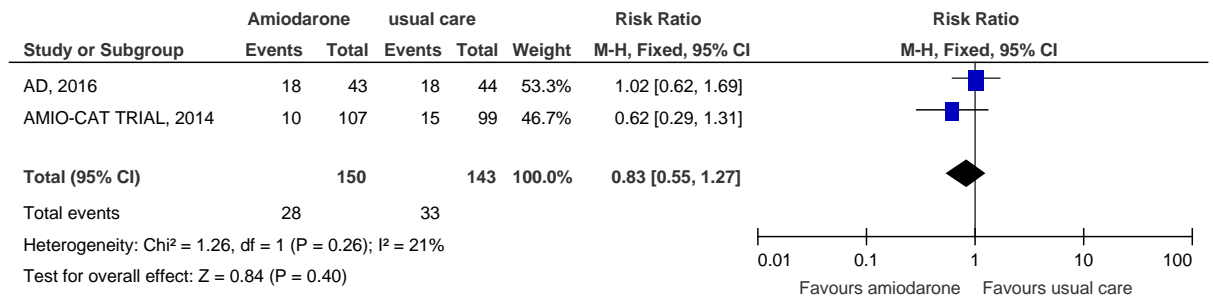 Amiodarone usual care Risk Ratio Risk Ratio
Study or Subgroup Events Total Events Total Weight M-H, Fixed, 95% CI M-H, Fixed, 95% CI
AD, 2016 18 43 18 44 53.3% 1.02 [0.62, 1.69]
AMIO-CAT TRIAL, 2014 10 107 15 99 46.7% 0.62 [0.29, 1.31]
Total (95% CI) 150 143 100.0% 0.83 [0.55, 1.27]
Total events 28 33
Heterogeneity: Chi² = 1.26, df = 1 (P = 0.26); I² = 21%
Test for overall effect: Z = 0.84 (P = 0.40)
0.01 0.1 1 10 100
Favours amiodarone Favours usual care